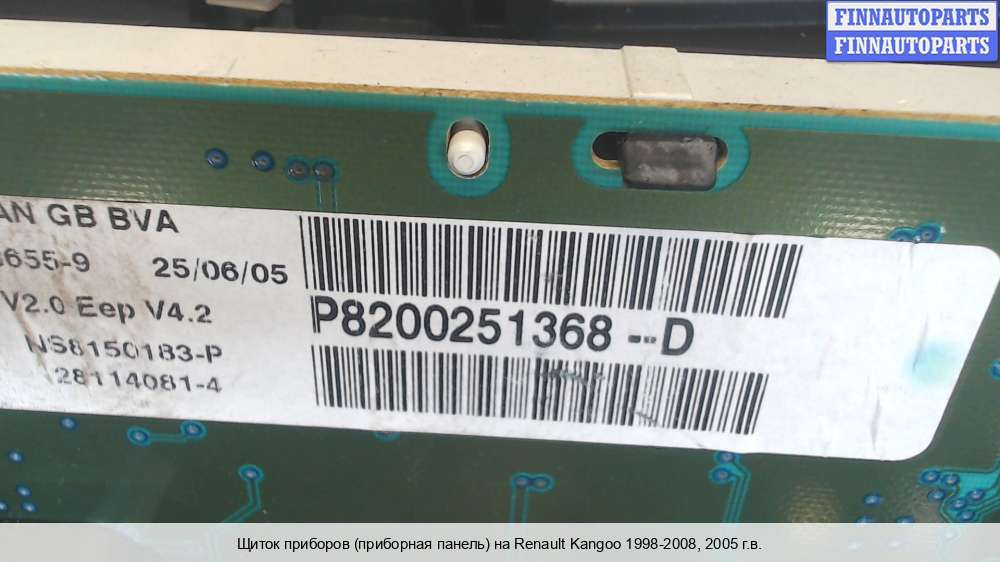 FINNAUTOPARTS
FINNAUTOPARTS
AN GB BVA
655-9 25/06/05
V2.0 Eep V4.2
P8200251368--D
NS8150183-P
28114081-4
Щиток приборов (приборная панель) на Renault Kangoo 1998-2008, 2005 г.в.